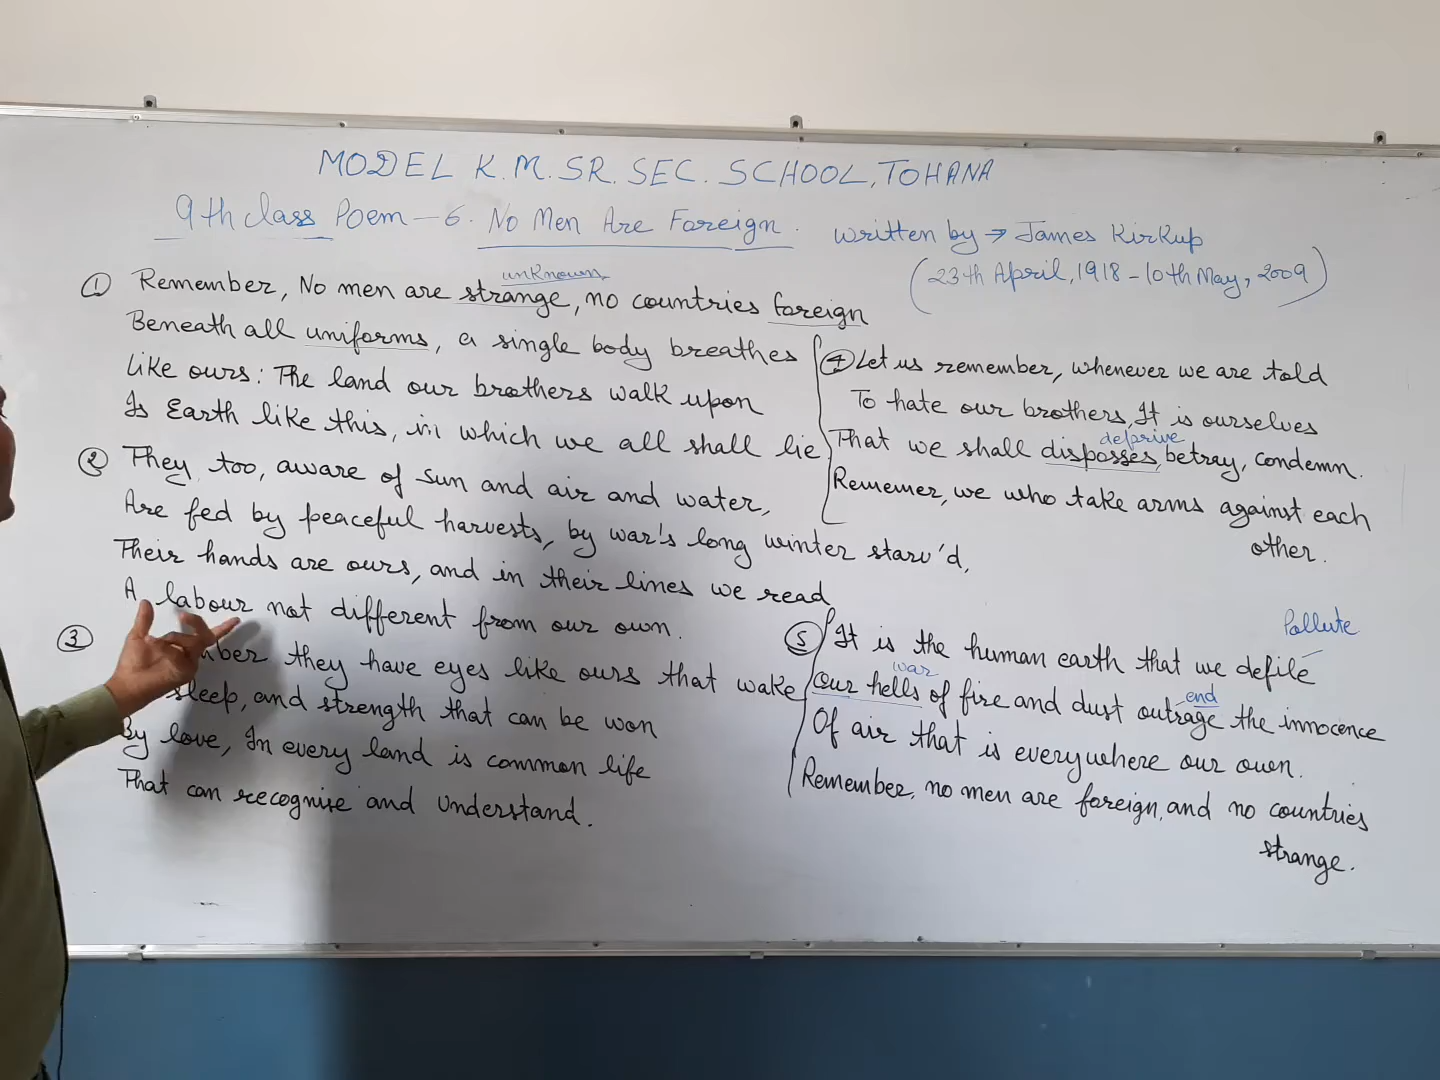 MODEL K.M. SR. SEC. SCHOOL, TOHANA
9th Class Poem - 6. No Men Are Foreign. written by → James Kirkup
(23th April, 1918 - 10th May, 2009)
unknown
① Remember, No men are strange, no countries foreign
Beneath all uniforms, a single body breathes
Like ours: The land our brothers walk upon
Is Earth like this, in which we all shall lie
② They, too, aware of sun and air and water,
Are fed by peaceful harvests, by war's long winter starv'd,
Their hands are ours, and in their lines we read
A labour not different from our own.
③ mber they have eyes like ours that wake
sleep, and strength that can be won
By love, In every land is common life
That can recognise and Understand.
④ Let us remember, whenever we are told
To hate our brothers, It is ourselves
deprive
That we shall disposses, betray, condemn.
Rememer, we who take arms against each
other.
Pollute
⑤ It is the human earth that we defile
war
Our hells of fire and dust outrage the innocence
end
Of air that is everywhere our own.
Remember, no men are foreign, and no countries
strange.